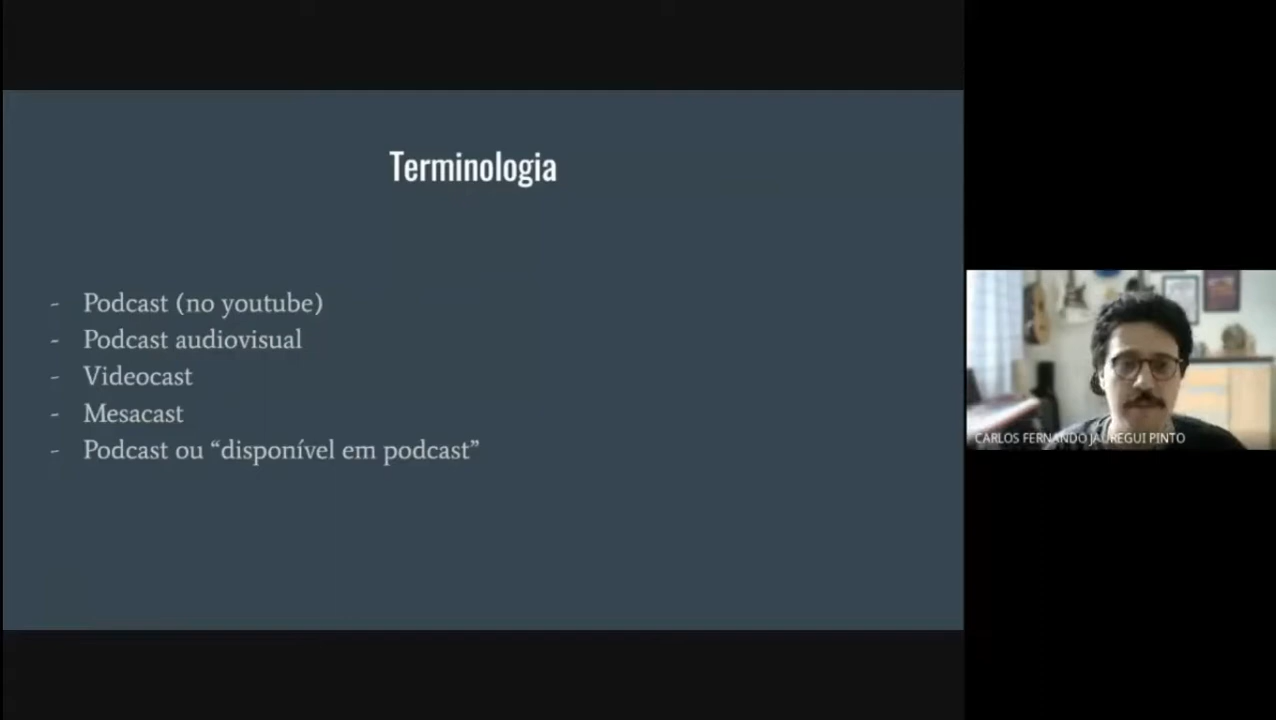 Terminologia
- Podcast (no youtube)
- Podcast audiovisual
- Videocast
- Mesacast
- Podcast ou “disponível em podcast”
CARLOS FERNANDO JAUREGUI PINTO